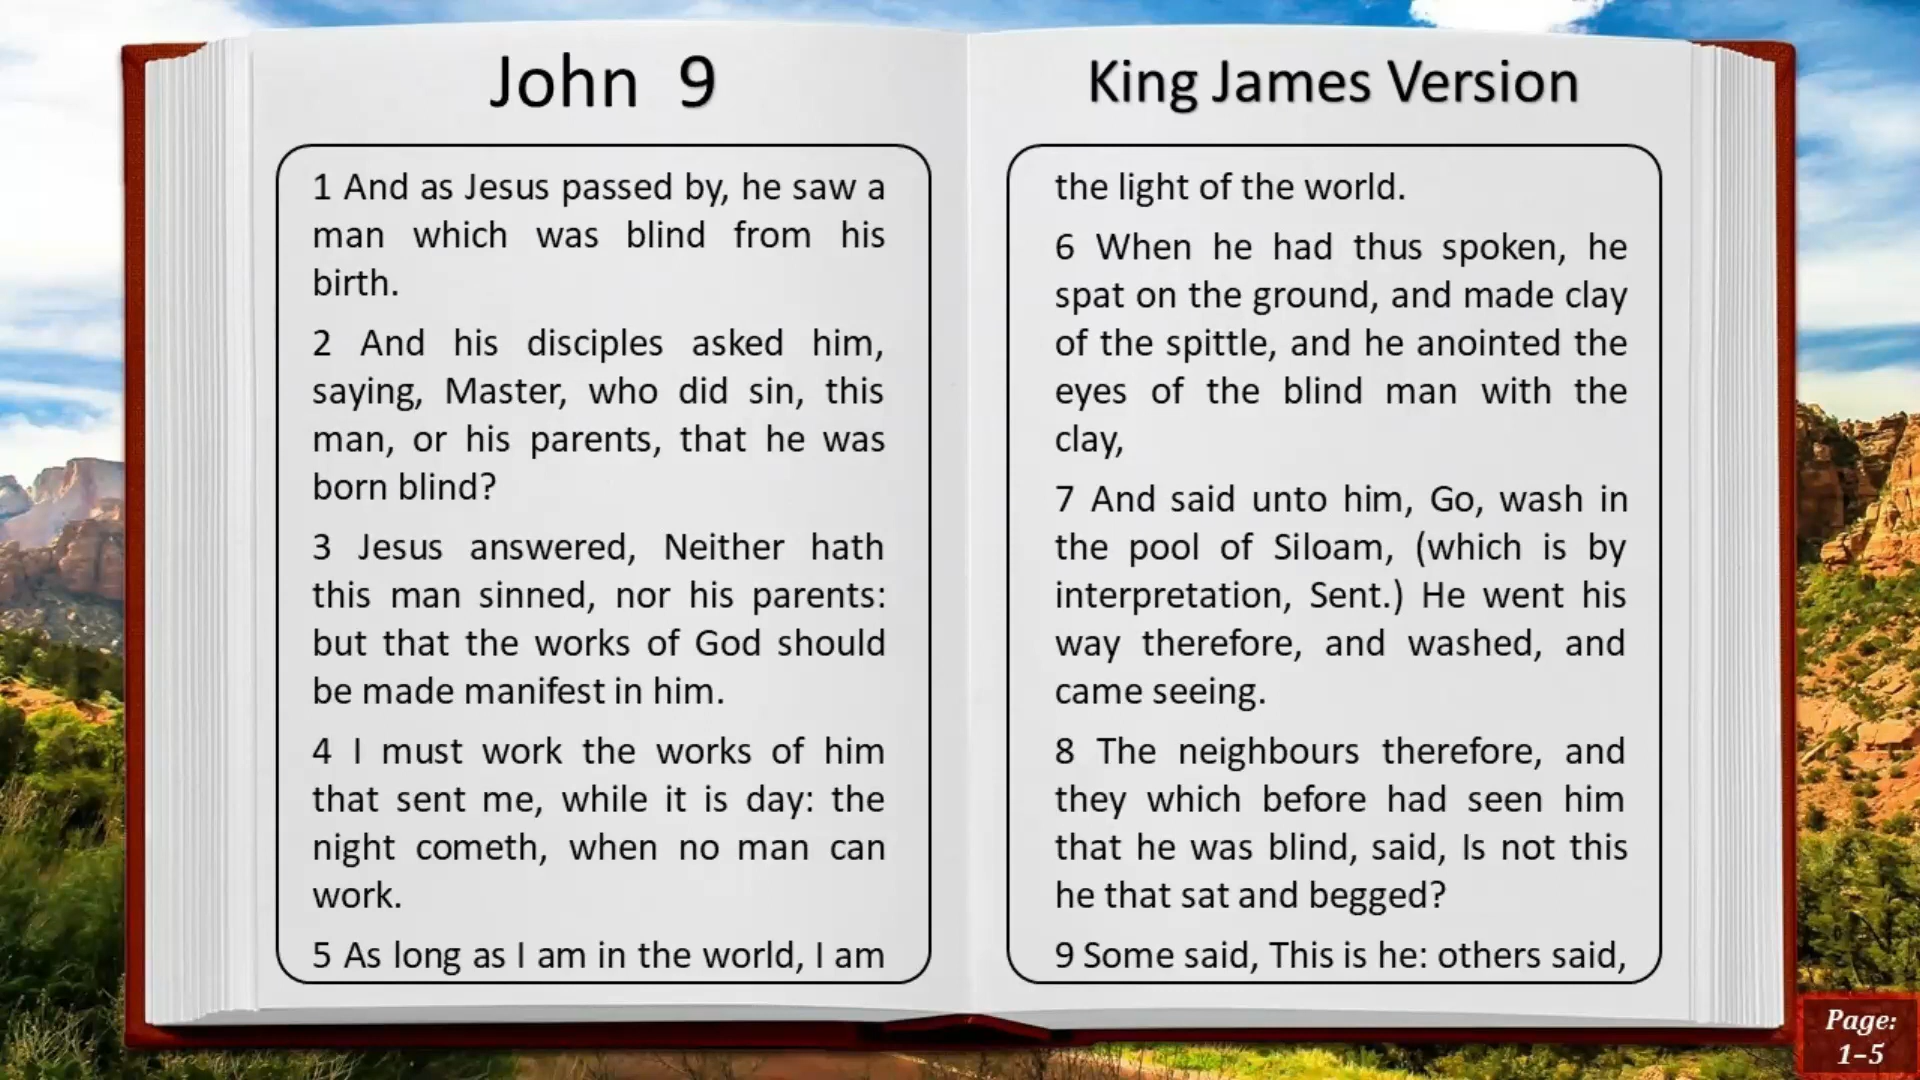 John 9
1 And as Jesus passed by, he saw a
man which was blind from his
birth.
2 And his disciples asked him,
saying, Master, who did sin, this
man, or his parents, that he was
born blind?
3 Jesus answered, Neither hath
this man sinned, nor his parents:
but that the works of God should
be made manifest in him.
4 I must work the works of him
that sent me, while it is day: the
night cometh, when no man can
work.
5 As long as I am in the world, I am
King James Version
the light of the world.
6 When he had thus spoken, he
spat on the ground, and made clay
of the spittle, and he anointed the
eyes of the blind man with the
clay,
7 And said unto him, Go, wash in
the pool of Siloam, (which is by
interpretation, Sent.) He went his
way therefore, and washed, and
came seeing.
8 The neighbours therefore, and
they which before had seen him
that he was blind, said, Is not this
he that sat and begged?
9 Some said, This is he: others said,
Page:
1–5